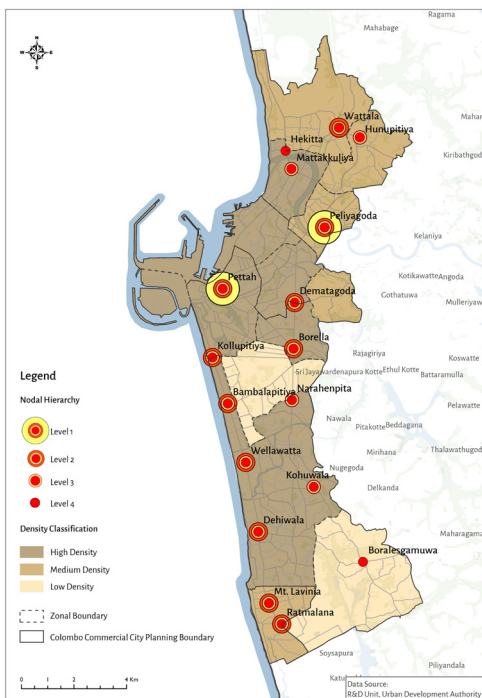 Ragama
Mahabage
N
W E
S
Wattala
Hunupitiya
Hekitta
Mattakkuliya
Kiribathgod
Peliyagoda
Kelaniya
Pettah
Kotikawatte
Angoda
Dematagoda
Gothatuwa
Mulleriyaw
Borella
Kollupitiya
Rajagiriya
Koswatte
Sri Jayawardenapura Kotte
Ethul Kotte
Battaramulla
Bambalapitiya
Narahenpita
Pelawatte
Nawala
Pitakotte
Beddagana
Wellawatta
Mirihana
Thalawathugod
Nugegoda
Kohuwala
Delkanda
Dehiwala
Maharagama
Boralesgamuwa
Mt. Lavinia
Ratmalana
Soysapura
Piliyandala
Legend
Nodal Hierarchy
Level 1
Level 2
Level 3
Level 4
Density Classification
High Density
Medium Density
Low Density
Zonal Boundary
Colombo Commercial City Planning Boundary
0 2 4 Km
Data Source:
R&D Unit, Urban Development Authority